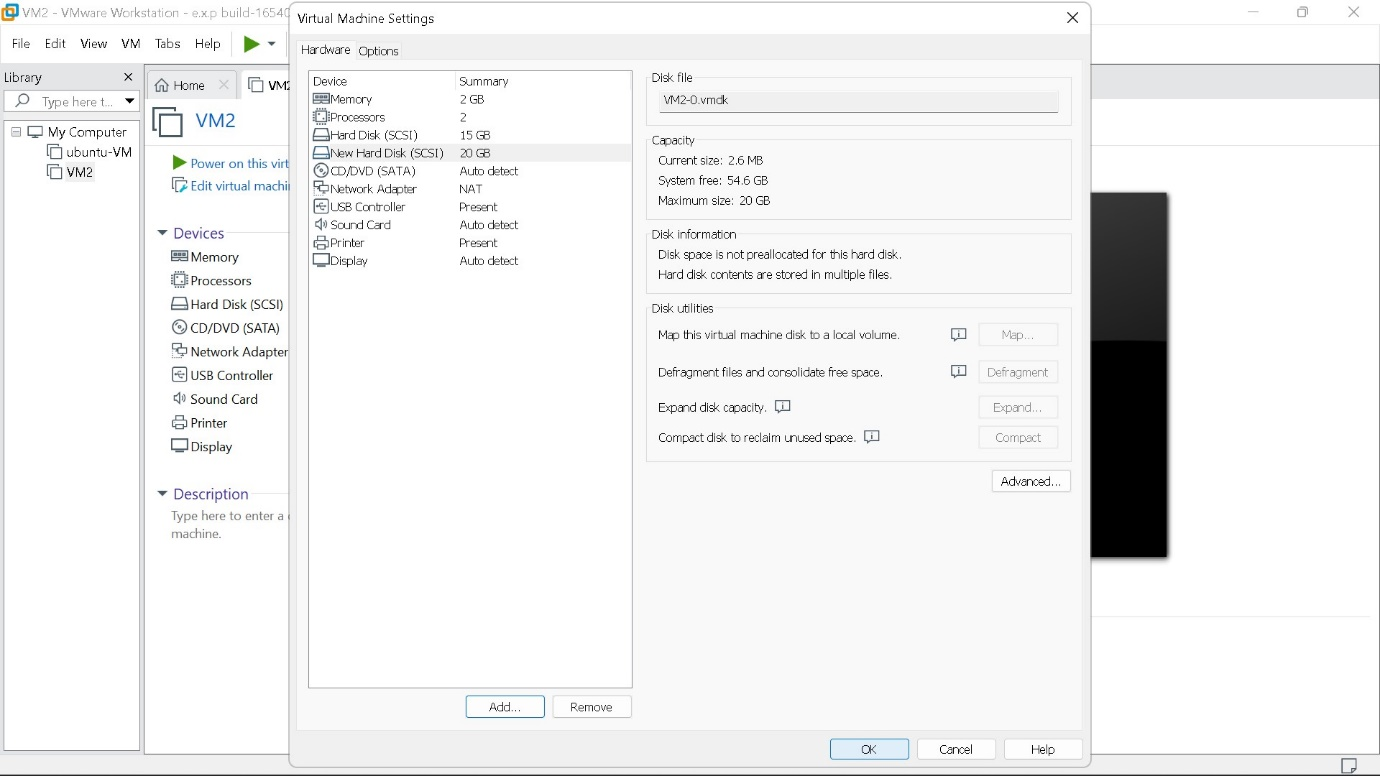 VM2 - VMware Workstation - e.x.p build-16540
File Edit View VM Tabs Help
Library
Type here t...
My Computer
ubuntu-VM
VM2
Home
VM2
VM2
Power on this virt
Edit virtual machi
Devices
Memory
Processors
Hard Disk (SCSI)
CD/DVD (SATA)
Network Adapter
USB Controller
Sound Card
Printer
Display
Description
Type here to enter a
machine.
Virtual Machine Settings
Hardware Options
Device Summary
Memory 2 GB
Processors 2
Hard Disk (SCSI) 15 GB
New Hard Disk (SCSI) 20 GB
CD/DVD (SATA) Auto detect
Network Adapter NAT
USB Controller Present
Sound Card Auto detect
Printer Present
Display Auto detect
Add... Remove
Disk file
VM2-0.vmdk
Capacity
Current size: 2.6 MB
System free: 54.6 GB
Maximum size: 20 GB
Disk information
Disk space is not preallocated for this hard disk.
Hard disk contents are stored in multiple files.
Disk utilities
Map this virtual machine disk to a local volume. Map...
Defragment files and consolidate free space. Defragment
Expand disk capacity. Expand...
Compact disk to reclaim unused space. Compact
Advanced...
OK Cancel Help